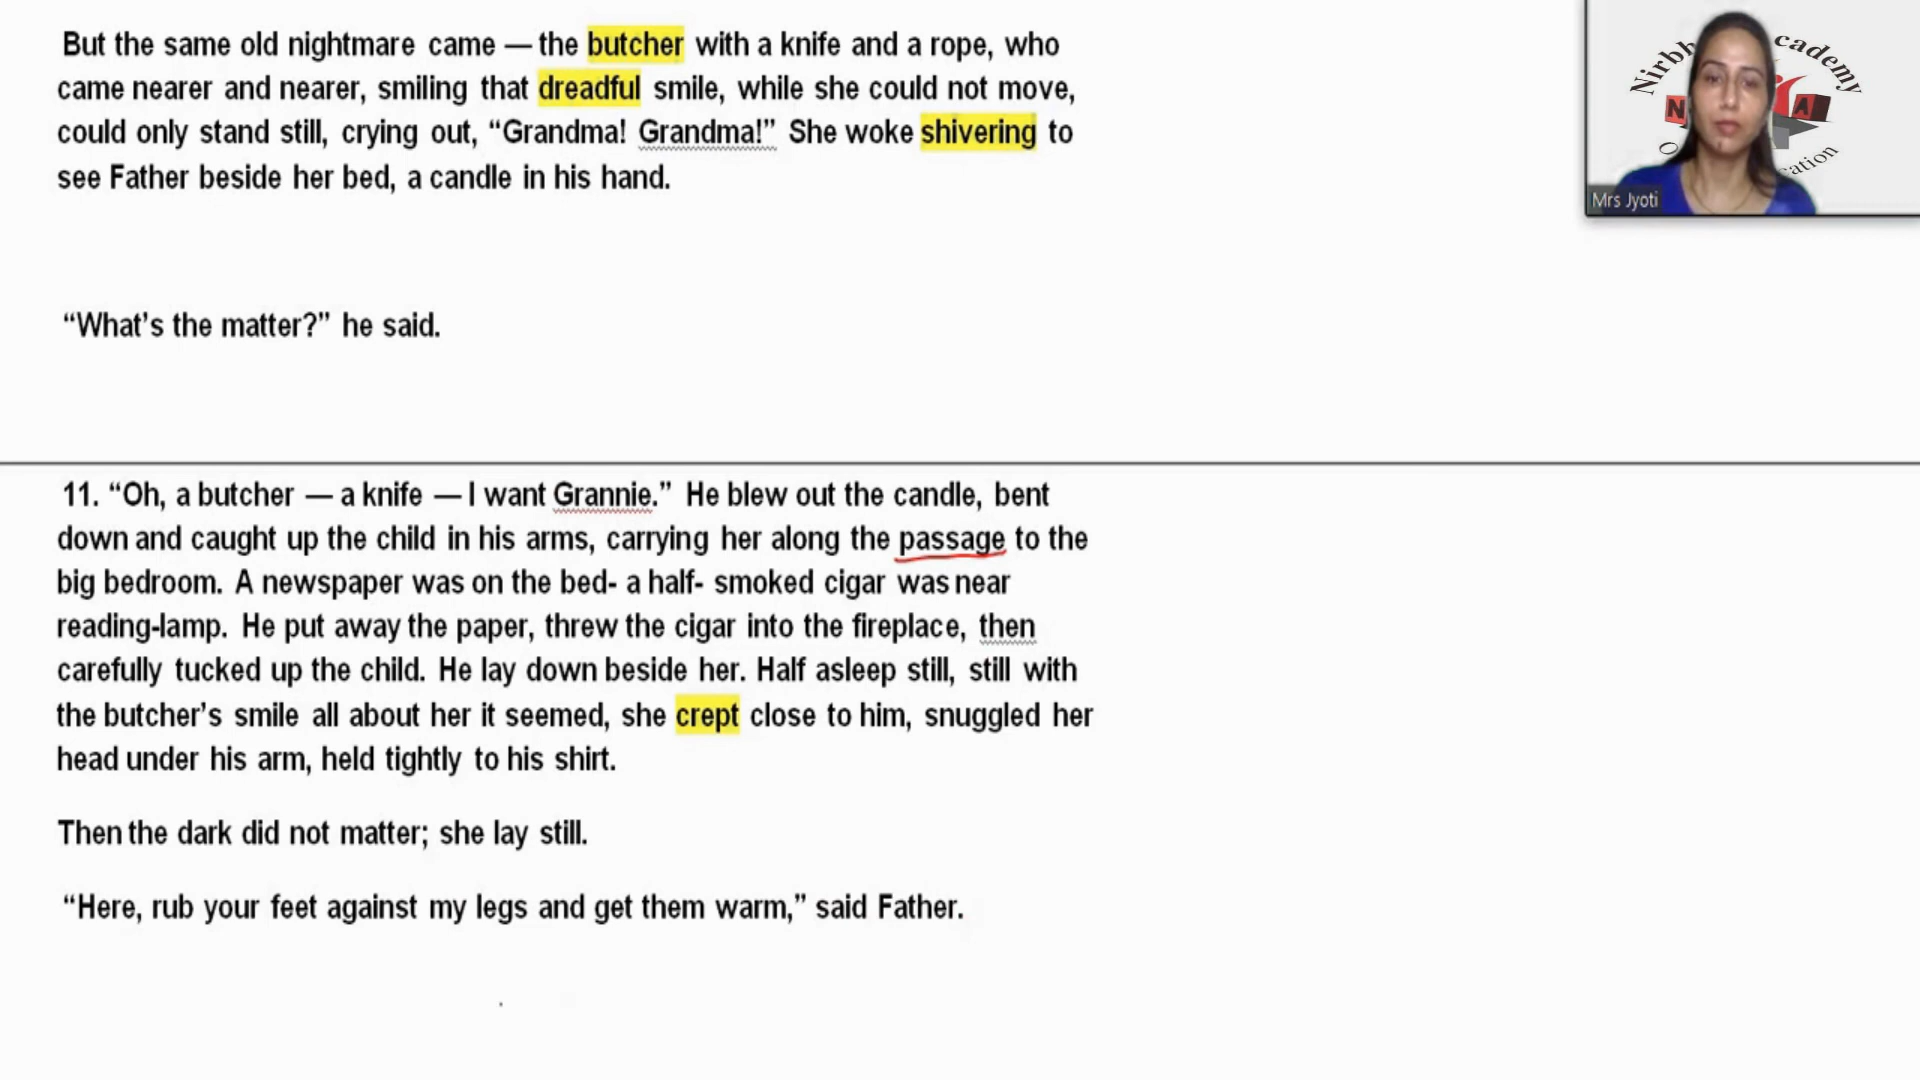 But the same old nightmare came — the butcher with a knife and a rope, who
came nearer and nearer, smiling that dreadful smile, while she could not move,
could only stand still, crying out, “Grandma! Grandma!” She woke shivering to
see Father beside her bed, a candle in his hand.
“What’s the matter?” he said.
11. “Oh, a butcher — a knife — I want Grannie.” He blew out the candle, bent
down and caught up the child in his arms, carrying her along the passage to the
big bedroom. A newspaper was on the bed- a half- smoked cigar was near
reading-lamp. He put away the paper, threw the cigar into the fireplace, then
carefully tucked up the child. He lay down beside her. Half asleep still, still with
the butcher’s smile all about her it seemed, she crept close to him, snuggled her
head under his arm, held tightly to his shirt.
Then the dark did not matter; she lay still.
“Here, rub your feet against my legs and get them warm,” said Father.
N A
Mrs Jyoti